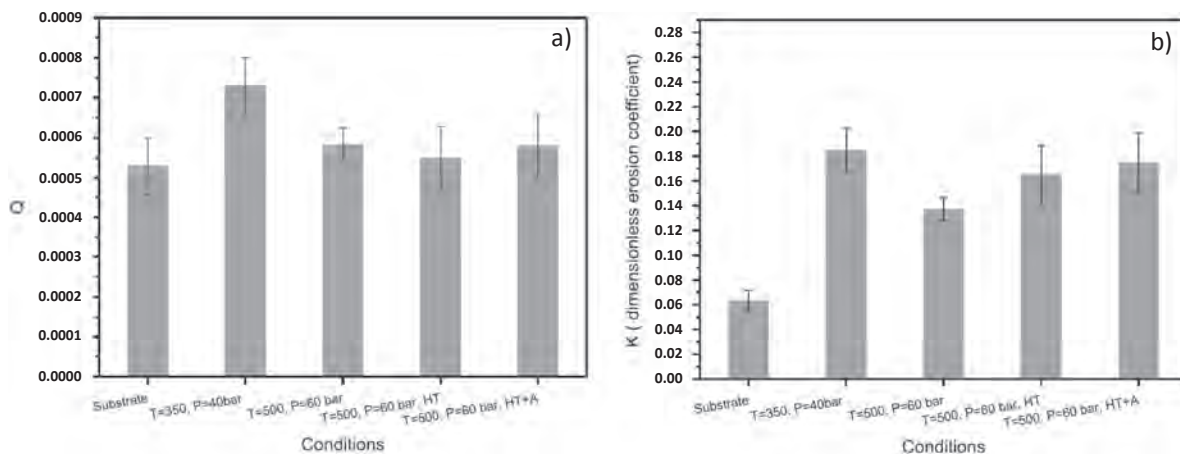 0.0009
0.0008
0.0007
0.0006
0.0005
0.0004
0.0003
0.0002
0.0001
0.0000
Q
a)
Substrate
T=350, P=40bar
T=500, P=60 bar
T=500, P=60 bar, HT
T=500, P=60 bar, HT+A
Conditions
0.28
0.26
0.24
0.22
0.20
0.18
0.16
0.14
0.12
0.10
0.08
0.06
0.04
0.02
0.00
K (-dimensionless erosion coefficient)
b)
Substrate
T=350, P=40bar
T=500, P=60 bar
T=500, P=60 bar, HT
T=500, P=60 bar, HT+A
Conditions